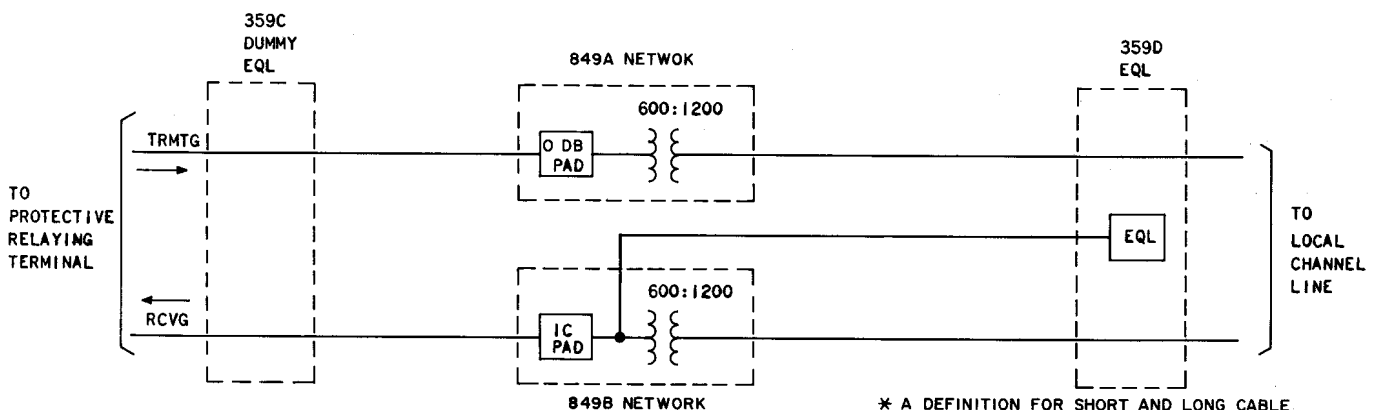 359C
DUMMY
EQL
849A NETWOK
600:1200
359D
EQL
TRMTG
O DB
PAD
TO
PROTECTIVE
RELAYING
TERMINAL
EQL
TO
LOCAL
CHANNEL
LINE
RCVG
IC
PAD
600:1200
849B NETWORK
* A DEFINITION FOR SHORT AND LONG CABLE